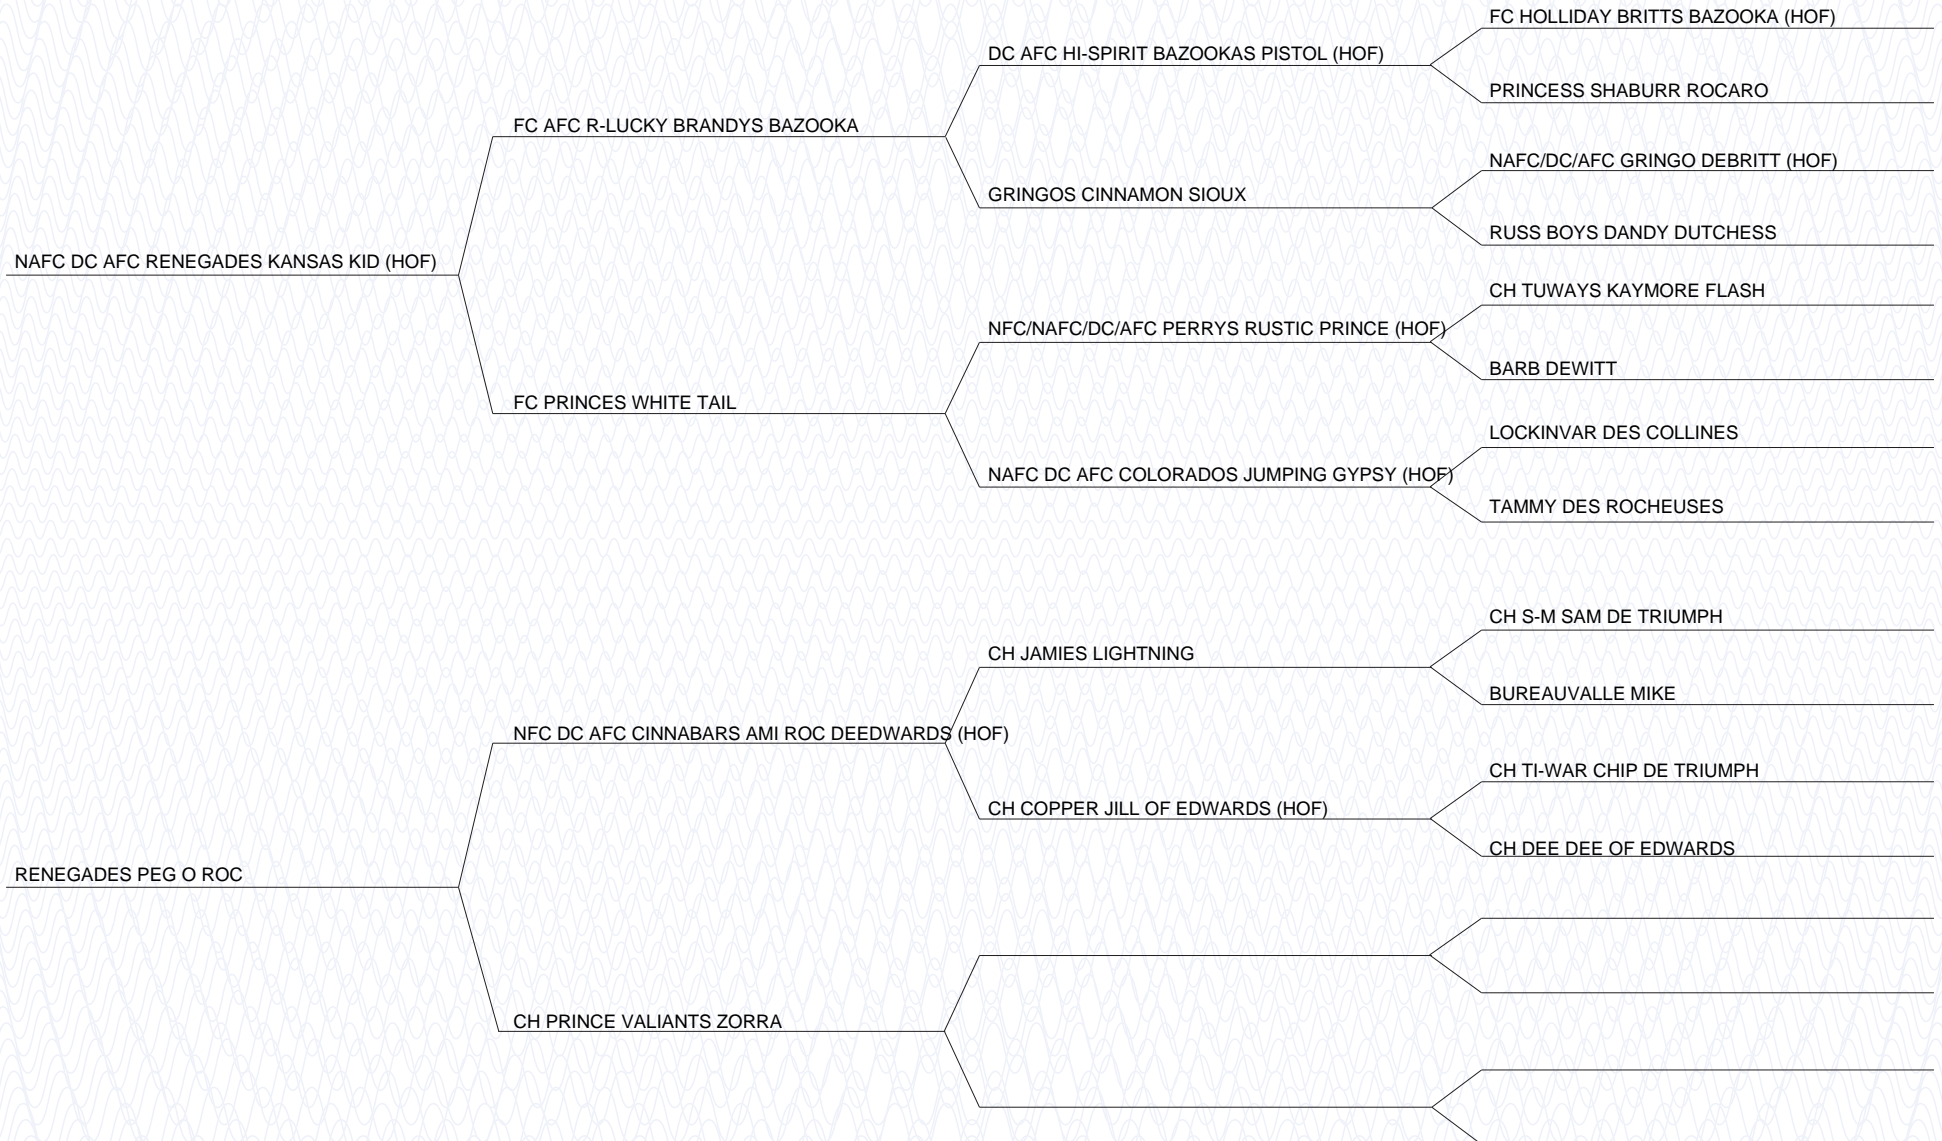 FC HOLLIDAY BRITTS BAZOOKA (HOF)
DC AFC HI-SPIRIT BAZOOKAS PISTOL (HOF)
PRINCESS SHABURR ROCARO
FC AFC R-LUCKY BRANDYS BAZOOKA
NAFC/DC/AFC GRINGO DEBRITT (HOF)
GRINGOS CINNAMON SIOUX
RUSS BOYS DANDY DUTCHESS
NAFC DC AFC RENEGADES KANSAS KID (HOF)
CH TUWAYS KAYMORE FLASH
NFC/NAFC/DC/AFC PERRYS RUSTIC PRINCE (HOF)
BARB DEWITT
FC PRINCES WHITE TAIL
LOCKINVAR DES COLLINES
NAFC DC AFC COLORADOS JUMPING GYPSY (HOF)
TAMMY DES ROCHEUSES
CH S-M SAM DE TRIUMPH
CH JAMIES LIGHTNING
BUREAUVALLE MIKE
NFC DC AFC CINNABARS AMI ROC DEEDWARDS (HOF)
CH TI-WAR CHIP DE TRIUMPH
CH COPPER JILL OF EDWARDS (HOF)
CH DEE DEE OF EDWARDS
RENEGADES PEG O ROC
CH PRINCE VALIANTS ZORRA